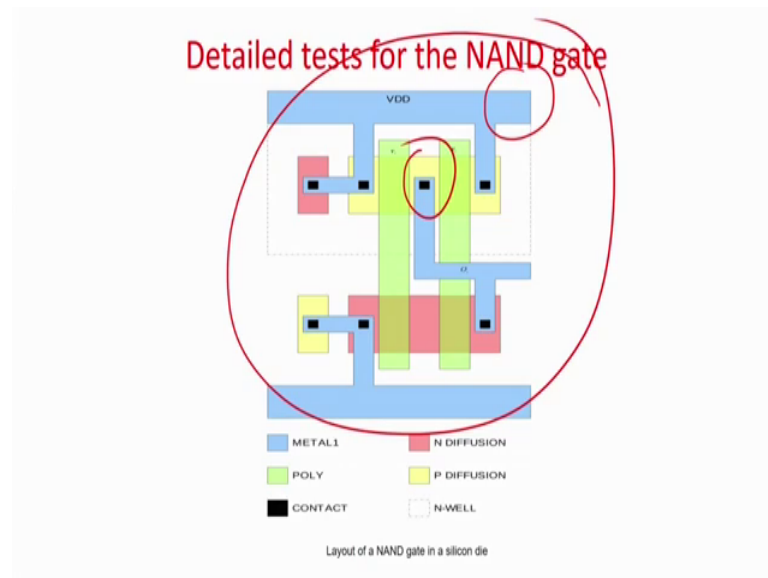 Detailed tests for the NAND gate
VDD
METAL1
N DIFFUSION
POLY
P DIFFUSION
CONTACT
N-WELL
Layout of a NAND gate in a silicon die